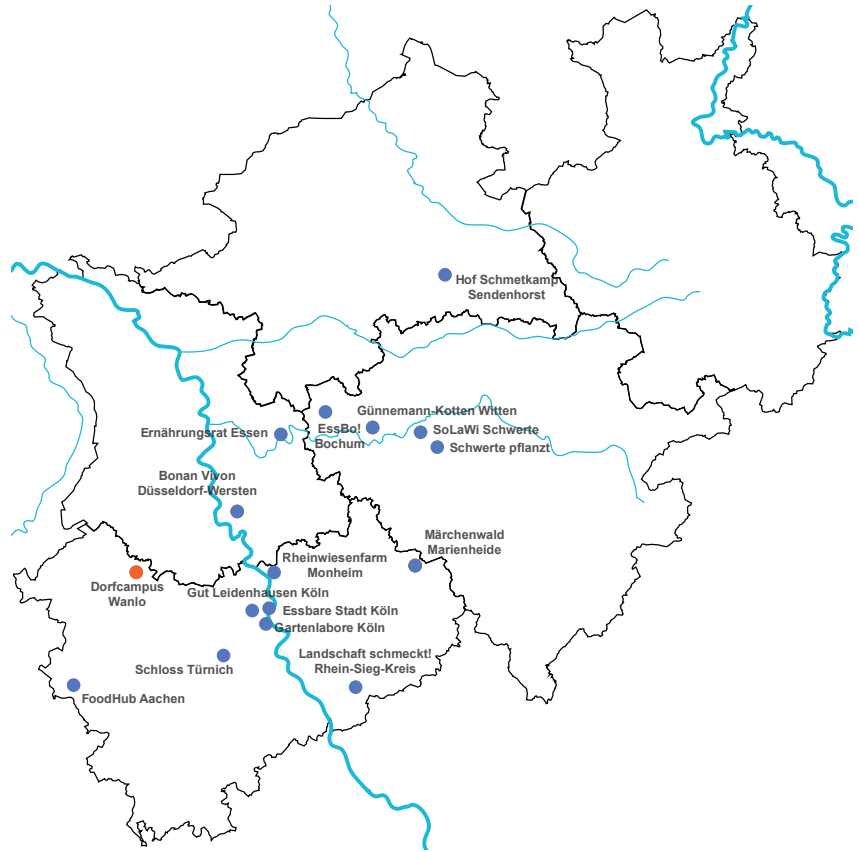 Hof Schmetkamp
Sendenhorst
Günnemann-Kotten Witten
EssBo!
Bochum
SoLaWi Schwerte
Ernährungsrat Essen
Schwerte pflanzt
Bonan Vivon
Düsseldorf-Wersten
Märchenwald
Marienheide
Rheinwiesenfarm
Monheim
Dorfcampus
Wanlo
Gut Leidenhausen Köln
Essbare Stadt Köln
Gartenlabore Köln
Landschaft schmeckt!
Rhein-Sieg-Kreis
Schloss Türnich
FoodHub Aachen